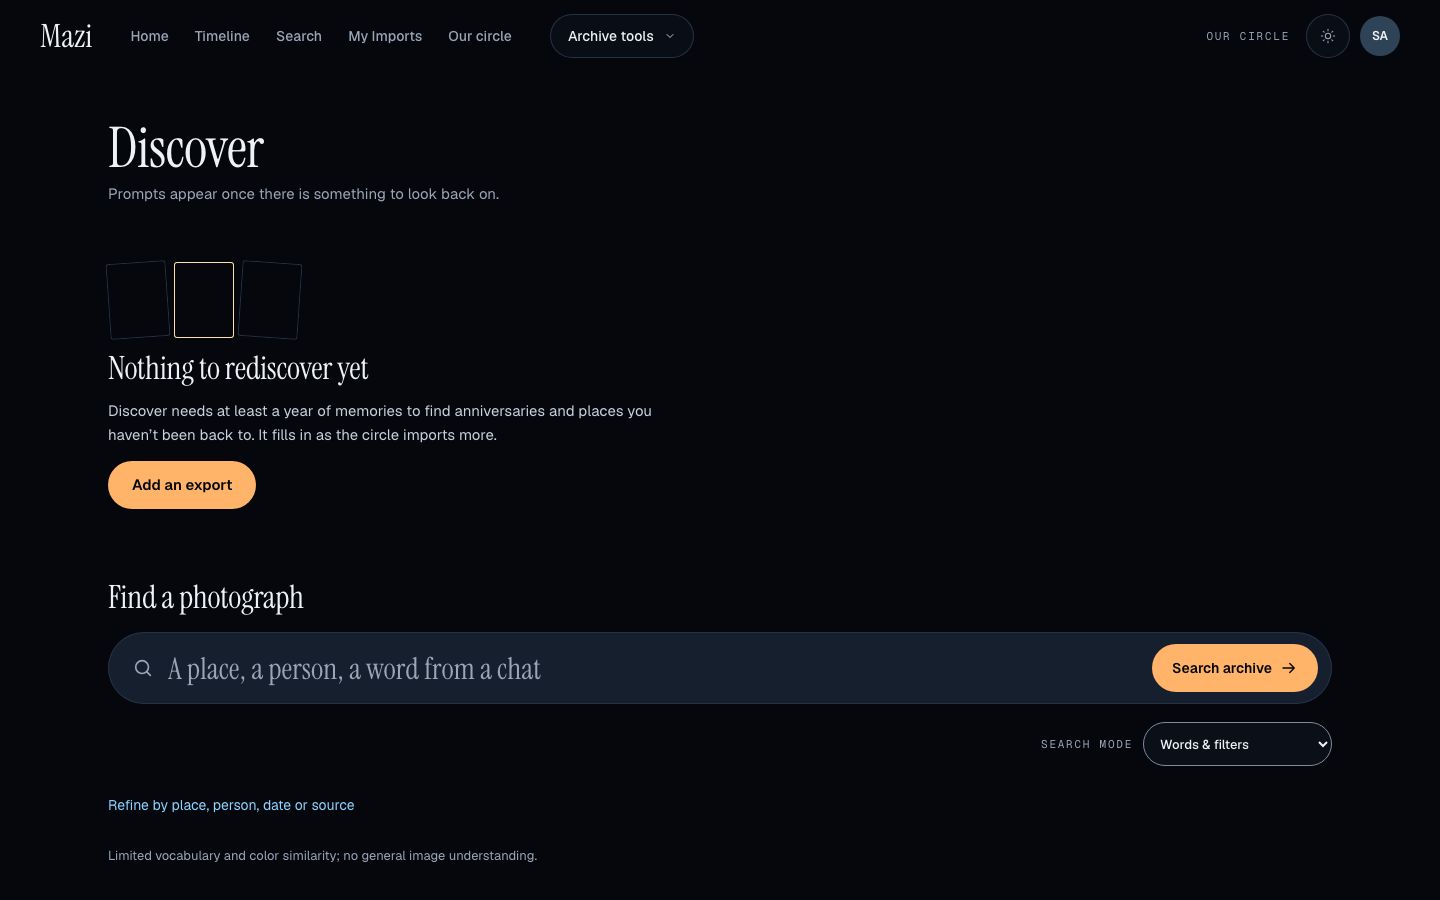 Mazi
Home
Timeline
Search
My Imports
Our circle
Archive tools
OUR CIRCLE
SA
Discover
Prompts appear once there is something to look back on.
Nothing to rediscover yet
Discover needs at least a year of memories to find anniversaries and places you
haven't been back to. It fills in as the circle imports more.
Add an export
Find a photograph
A place, a person, a word from a chat
Search archive
SEARCH MODE
Words & filters
Refine by place, person, date or source
Limited vocabulary and color similarity; no general image understanding.